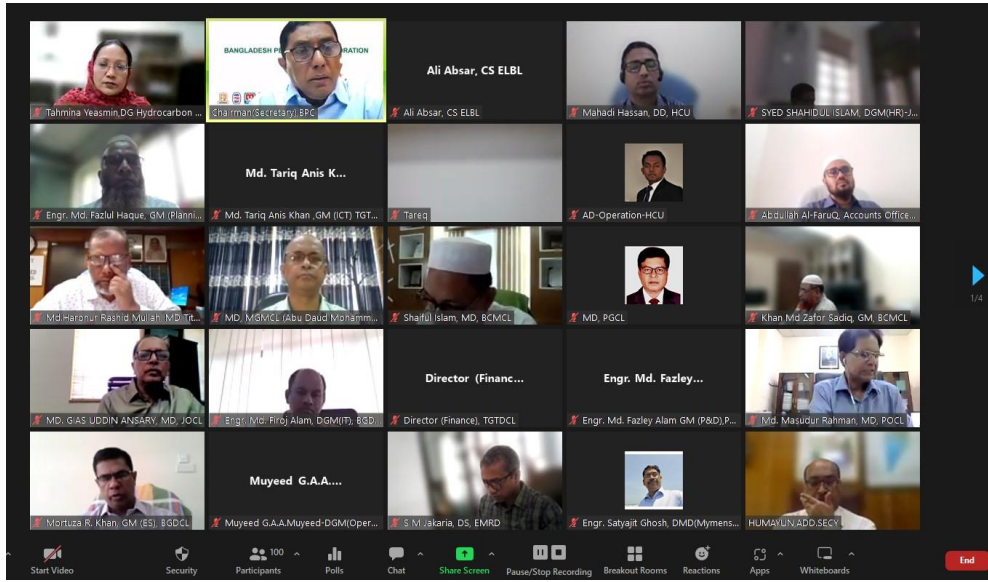 BANGLADESH PE
RATION
Tahmina Yeasmin,DG Hydrocarbon ...
Chairman(Secretary),BPC
Ali Absar, CS ELBL
Ali Absar, CS ELBL
Mahadi Hassan, DD, HCU
SYED SHAHIDUL ISLAM, DGM(HR)-J...
Engr. Md. Fazlul Haque, GM (Planni...
Md. Tariq Anis K...
Md. Tariq Anis Khan ,GM (ICT) TGT...
Tareq
AD-Operation-HCU
Abdullah Al-FaruQ, Accounts Office...
Md.Haronur Rashid Mullah (MD Tit...
MD, MGMCL (Abu Daud Mohamm...
Shaiful Islam, MD, BCMCL
MD, PGCL
Khan Md Zafor Sadiq, GM, BCMCL
1/4
MD. GIAS UDDIN ANSARY, MD, JOCL
Engr. Md. Firoj Alam, DGM(IT), BGD...
Director (Financ...
Director (Finance), TGTDCL
Engr. Md. Fazley...
Engr. Md. Fazley Alam GM (P&D),P...
Md. Masudur Rahman, MD, POCL
Mortuza R. Khan, GM (ES), BGDCL
Muyeed G.A.A....
Muyeed G.A.A.Muyeed-DGM(Oper...
S M Jakaria, DS, EMRD
Engr. Satyajit Ghosh, DMD(Mymens...
HUMAYUN,ADD.SECY
Start Video
Security
Participants
100
Polls
Chat
Share Screen
Pause/Stop Recording
Breakout Rooms
Reactions
Apps
Whiteboards
End